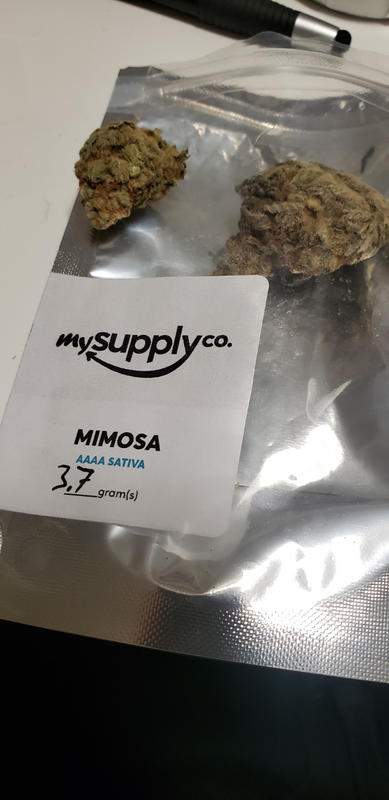 mysupplyco.
MIMOSA
AAAA SATIVA
3.7 gram(s)